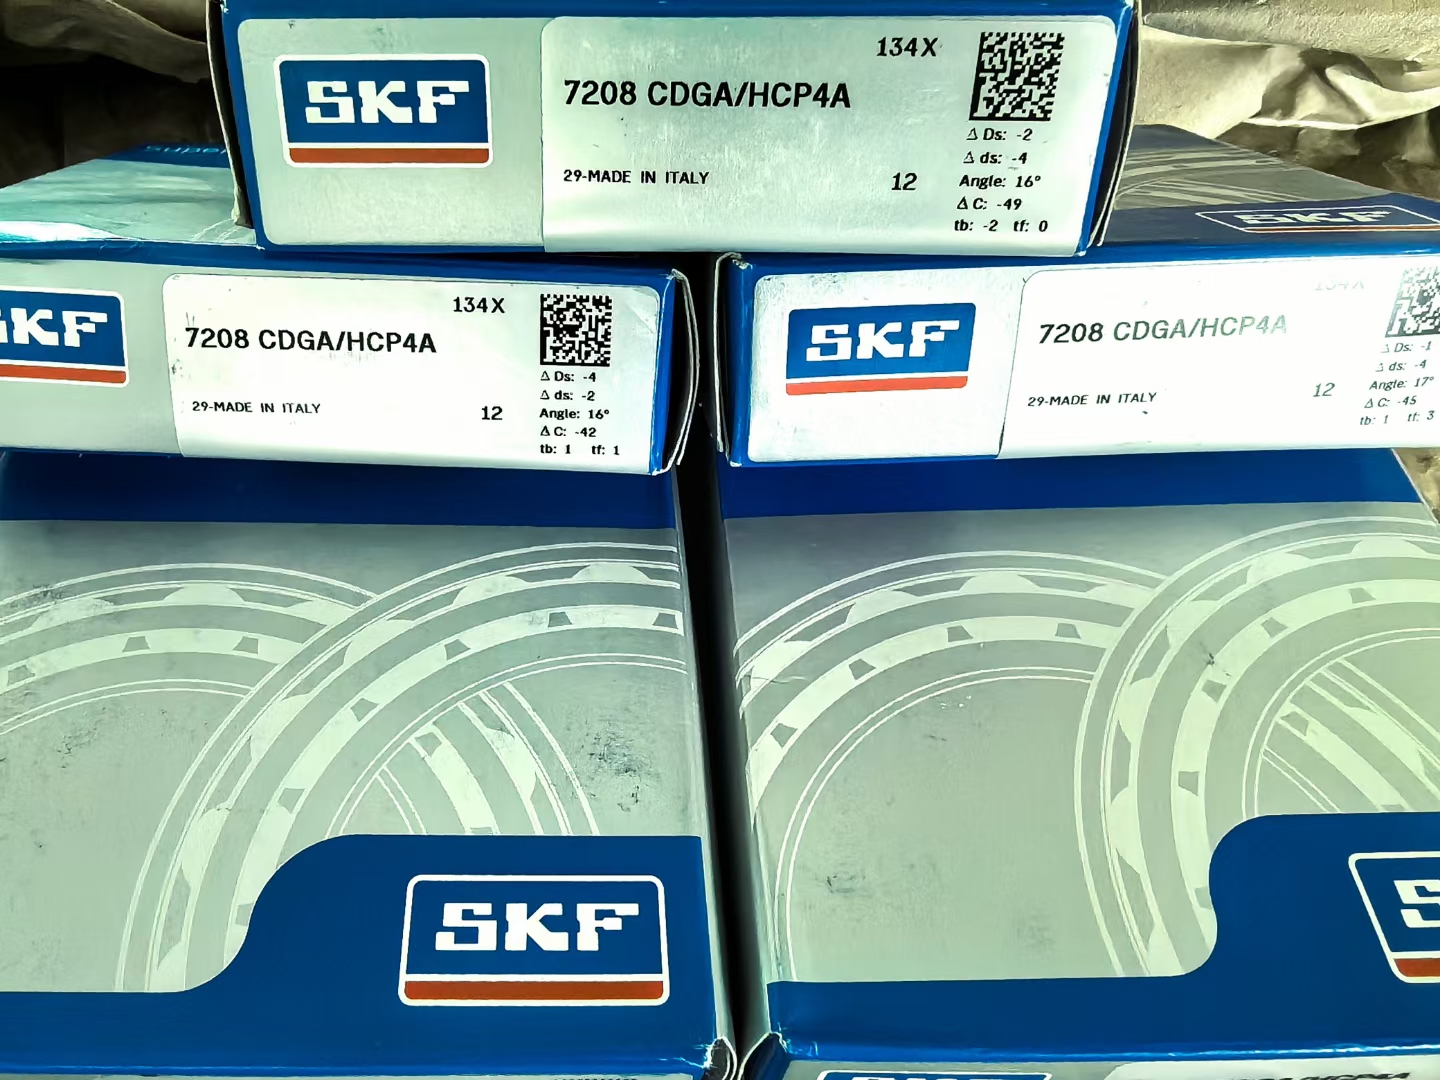 SKF
134X
7208 CDGA/HCP4A
29-MADE IN ITALY
12
Δ Ds: -2
Δ ds: -4
Angle: 16°
Δ C: -49
tb: -2 tf: 0
SKF
SKF
134X
7208 CDGA/HCP4A
29-MADE IN ITALY
12
Δ Ds: -4
Δ ds: -2
Angle: 16°
Δ C: -42
tb: 1 tf: 1
SKF
134X
7208 CDGA/HCP4A
29-MADE IN ITALY
12
Δ Ds: -1
Δ ds: -4
Angle: 17°
Δ C: -45
tb: 1 tf: 3
SKF